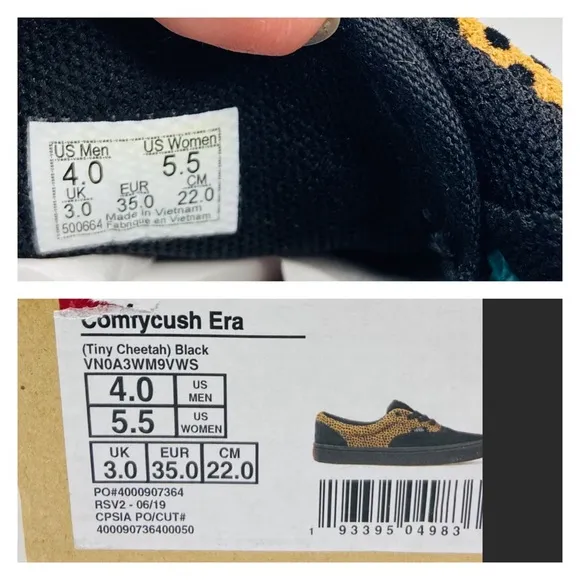 US Men US Women
4.0 5.5
UK EUR CM
3.0 35.0 22.0
Made in Vietnam
500664 Fabriqué en Vietnam
Comfycush Era
(Tiny Cheetah) Black
VN0A3WM9VWS
4.0 US MEN
5.5 US WOMEN
UK EUR CM
3.0 35.0 22.0
PO#4000907364
RSV2 - 06/19
CPSIA PO/CUT#
400090736400050
1 93395 04983